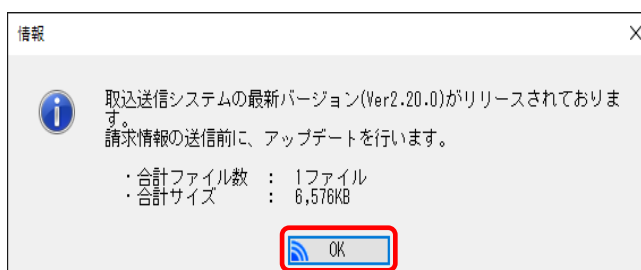 情報
取込送信システムの最新バージョン(Ver2.20.0)がリリースされておりま
す。
請求情報の送信前に、アップデートを行います。
・合計ファイル数 : 1ファイル
・合計サイズ : 6,576KB
OK